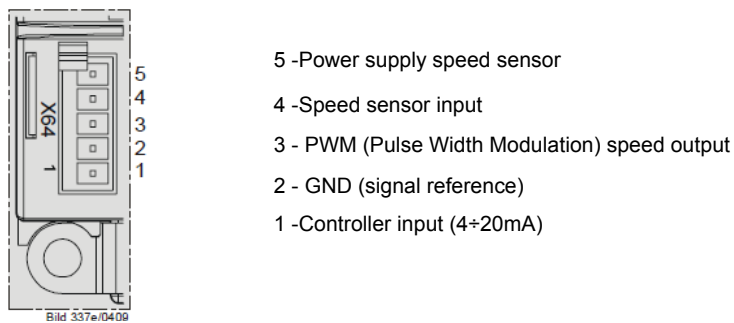 5
4
3
2
1
X64
1
5 -Power supply speed sensor
4 -Speed sensor input
3 - PWM (Pulse Width Modulation) speed output
2 - GND (signal reference)
1 -Controller input (4÷20mA)
Bild 337e/0409